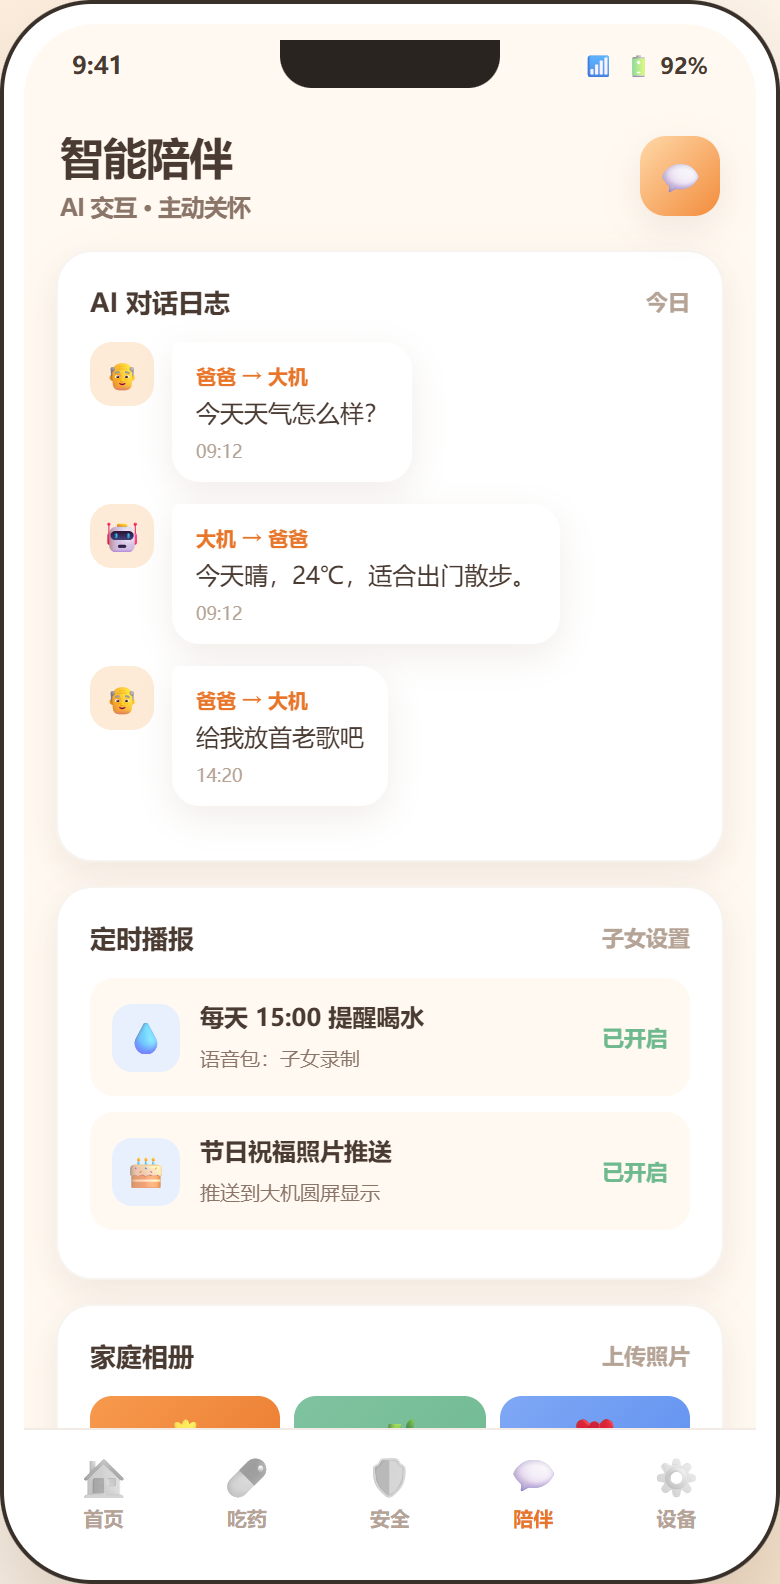 9:41
92%
智能陪伴
AI 交互 • 主动关怀
AI 对话日志
今日
爸爸 → 大机
今天天气怎么样?
09:12
大机 → 爸爸
今天晴，24℃，适合出门散步。
09:12
爸爸 → 大机
给我放首老歌吧
14:20
定时播报
子女设置
每天 15:00 提醒喝水
语音包：子女录制
已开启
节日祝福照片推送
推送到大机圆屏显示
已开启
家庭相册
上传照片
首页
吃药
安全
陪伴
设备